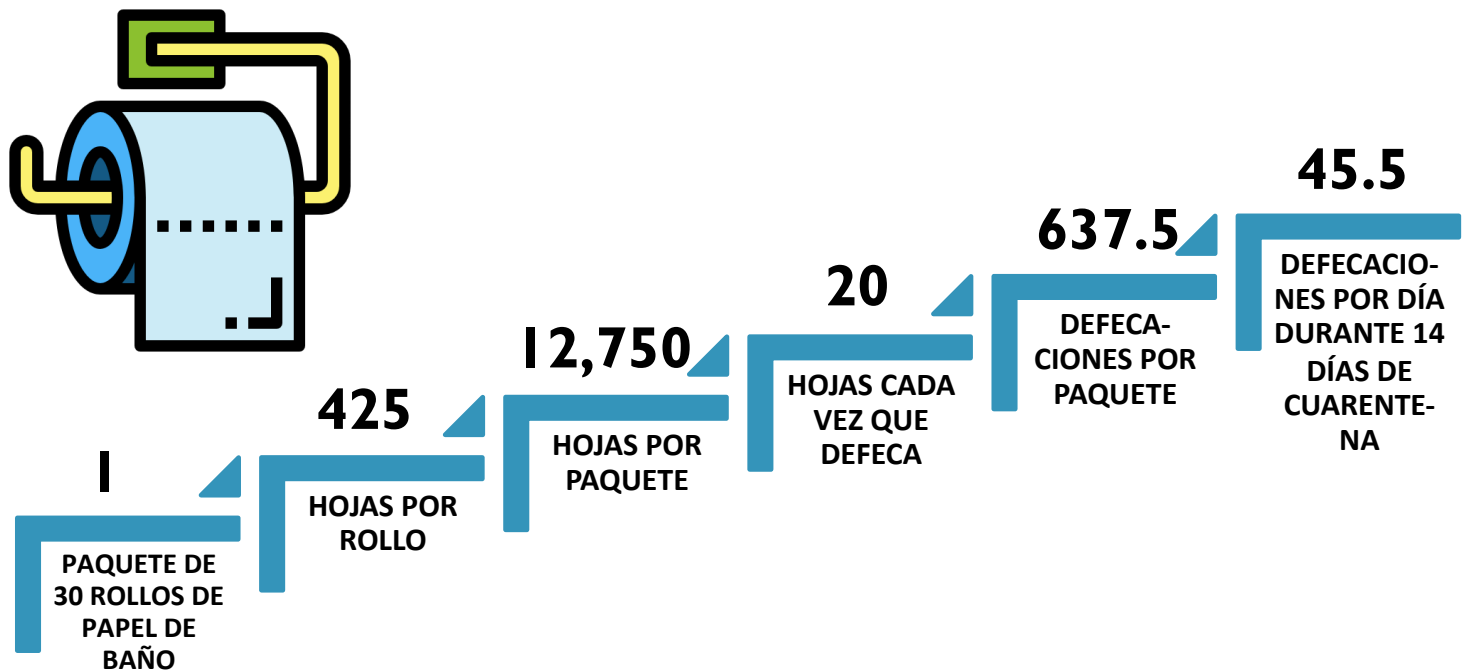 1
PAQUETE DE
30 ROLLOS DE
PAPEL DE
BAÑO
425
HOJAS POR
ROLLO
12,750
HOJAS POR
PAQUETE
20
HOJAS CADA
VEZ QUE
DEFECA
637.5
DEFECA-
CIONES POR
PAQUETE
45.5
DEFECACIO-
NES POR DÍA
DURANTE 14
DÍAS DE
CUARENTE-
NA